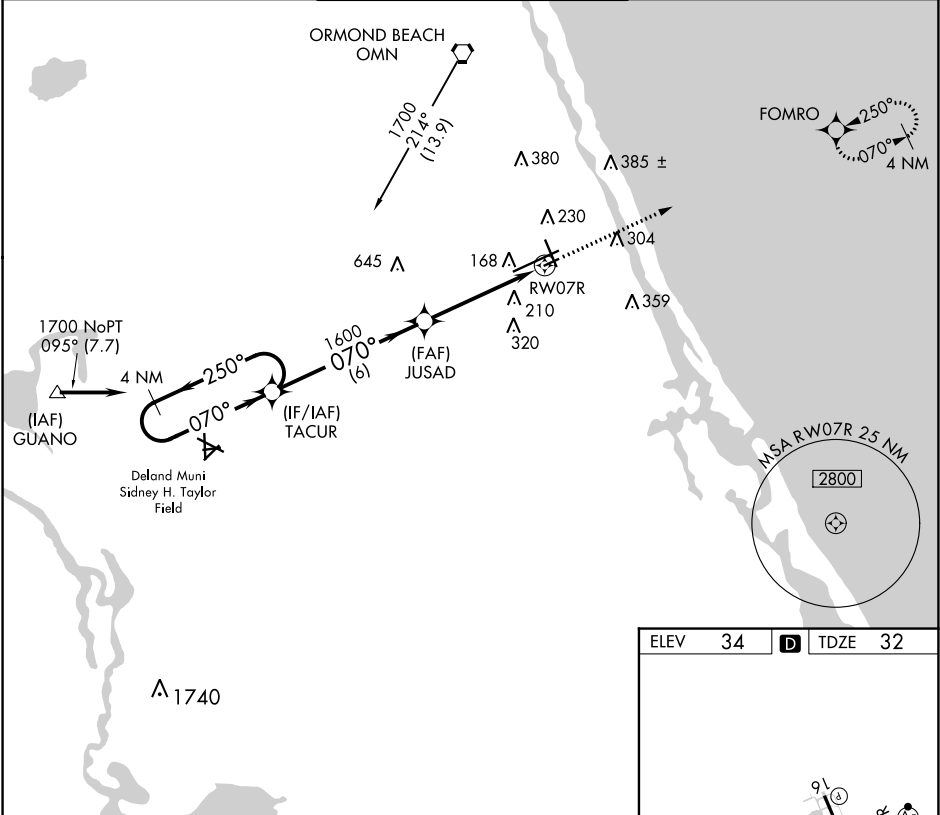 ORMOND BEACH
OMN
1700
214°
(13.9)
FOMRO
250°
070°
4 NM
380
385 ±
230
304
645
168
RW07R
210
359
320
1700 NoPT
095° (7.7)
4 NM
250°
070°
1600
070°
(6)
(FAF)
JUSAD
(IAF)
GUANO
(IF/IAF)
TACUR
Deland Muni
Sidney H. Taylor
Field
MSA RW07R 25 NM
2800
1740
ELEV 34 D TDZE 32
16
P